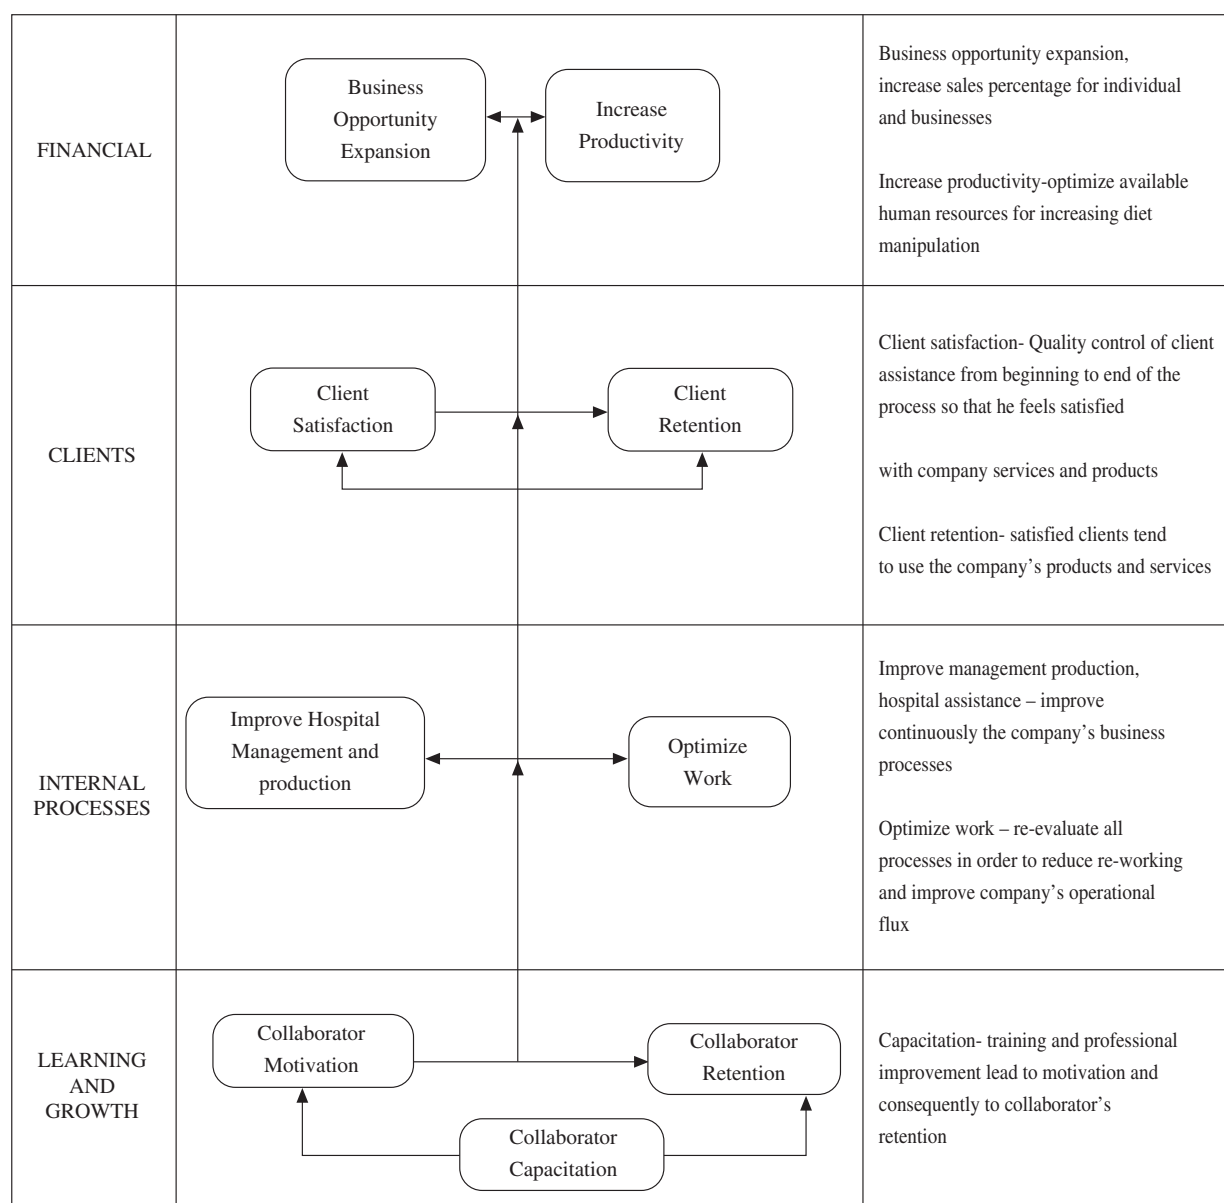 FINANCIAL
Business
Opportunity
Expansion
Increase
Productivity
Business opportunity expansion,
increase sales percentage for individual
and businesses
Increase productivity-optimize available
human resources for increasing diet
manipulation
CLIENTS
Client
Satisfaction
Client
Retention
Client satisfaction- Quality control of client
assistance from beginning to end of the
process so that he feels satisfied
with company services and products
Client retention- satisfied clients tend
to use the company’s products and services
INTERNAL
PROCESSES
Improve Hospital
Management and
production
Optimize
Work
Improve management production,
hospital assistance – improve
continuously the company’s business
processes
Optimize work – re-evaluate all
processes in order to reduce re-working
and improve company’s operational
flux
LEARNING
AND
GROWTH
Collaborator
Motivation
Collaborator
Retention
Collaborator
Capacitation
Capacitation- training and professional
improvement lead to motivation and
consequently to collaborator’s
retention